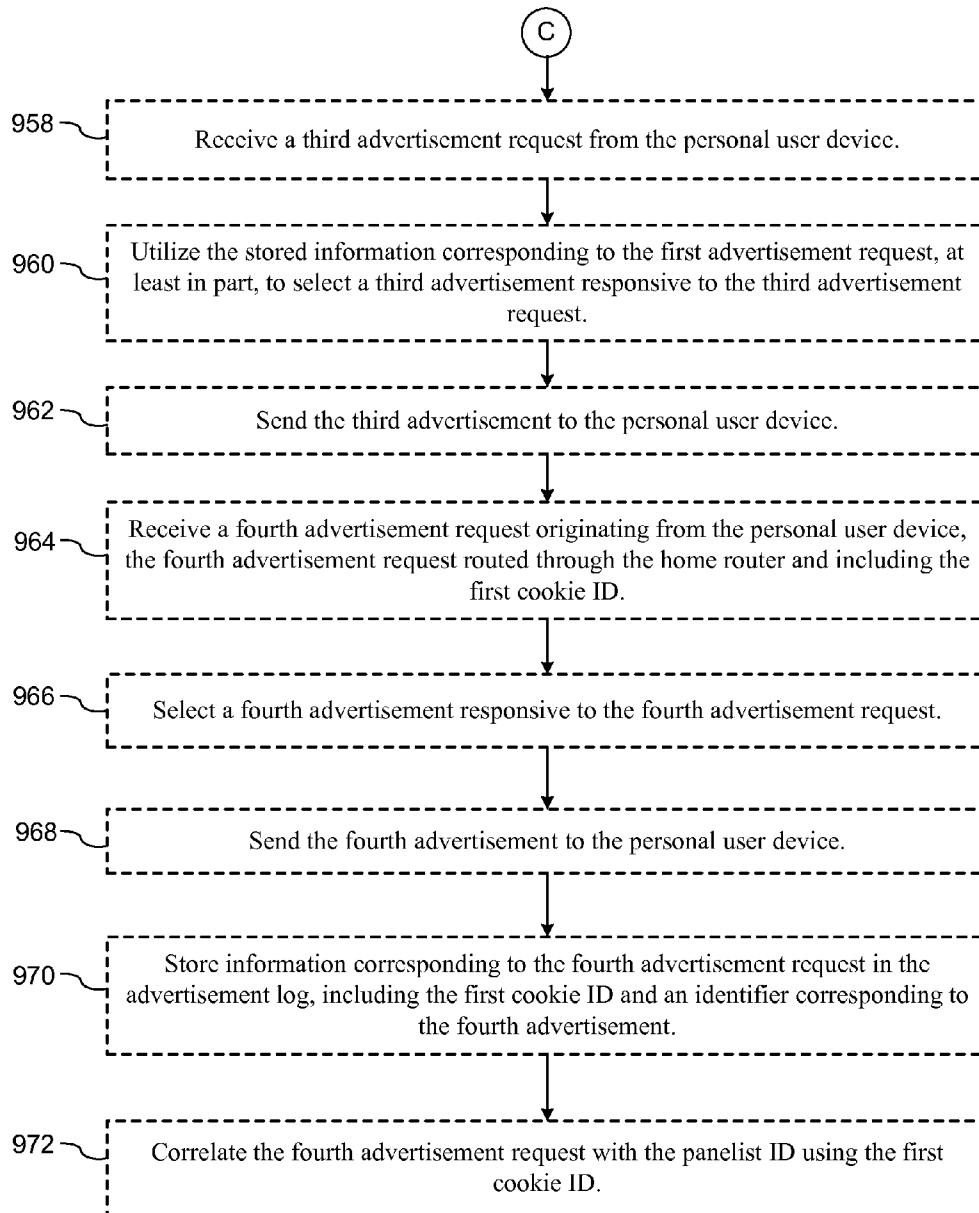 C
958
Receive a third advertisement request from the personal user device.
960
Utilize the stored information corresponding to the first advertisement request, at
least in part, to select a third advertisement responsive to the third advertisement
request.
962
Send the third advertisement to the personal user device.
964
Receive a fourth advertisement request originating from the personal user device,
the fourth advertisement request routed through the home router and including the
first cookie ID.
966
Select a fourth advertisement responsive to the fourth advertisement request.
968
Send the fourth advertisement to the personal user device.
970
Store information corresponding to the fourth advertisement request in the
advertisement log, including the first cookie ID and an identifier corresponding to
the fourth advertisement.
972
Correlate the fourth advertisement request with the panelist ID using the first
cookie ID.